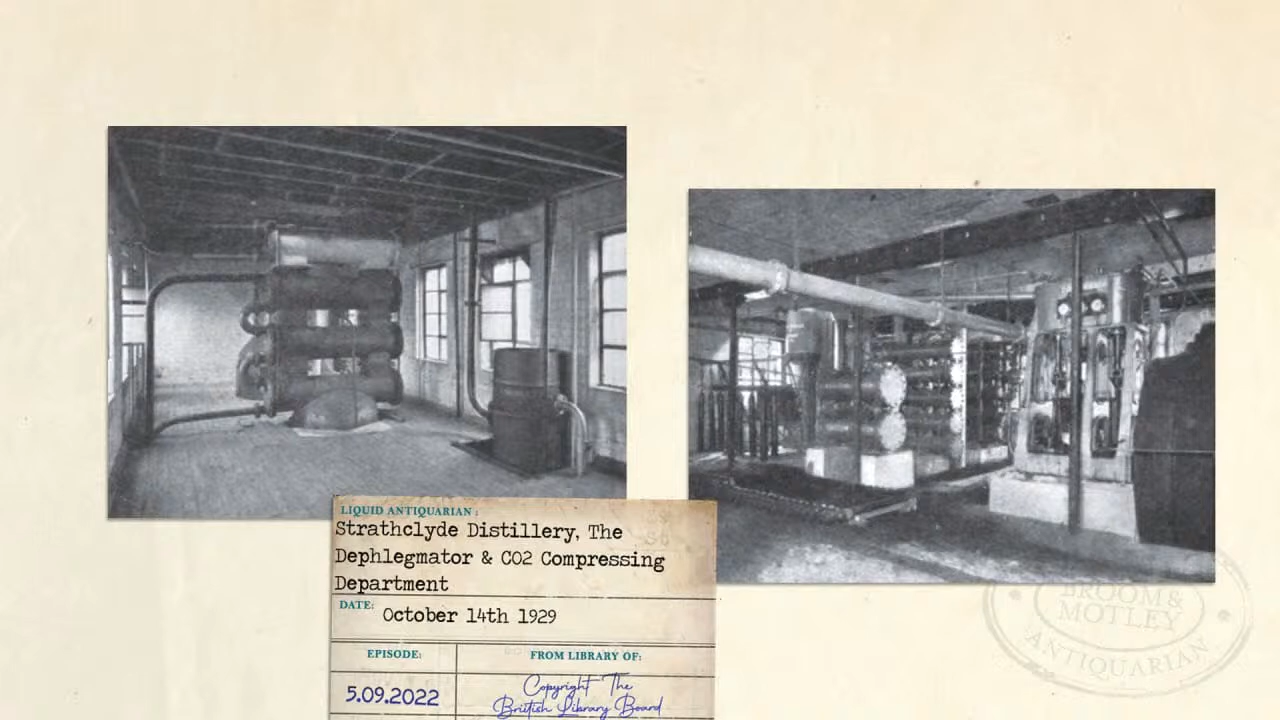 LIQUID ANTIQUARIAN :
Strathclyde Distillery, The
Dephlegmator & CO2 Compressing
Department
DATE: October 14th 1929
EPISODE:
FROM LIBRARY OF:
5.09.2022
Copyright The
British Library Board
BROOM &
MOTLEY
ANTIQUARIAN